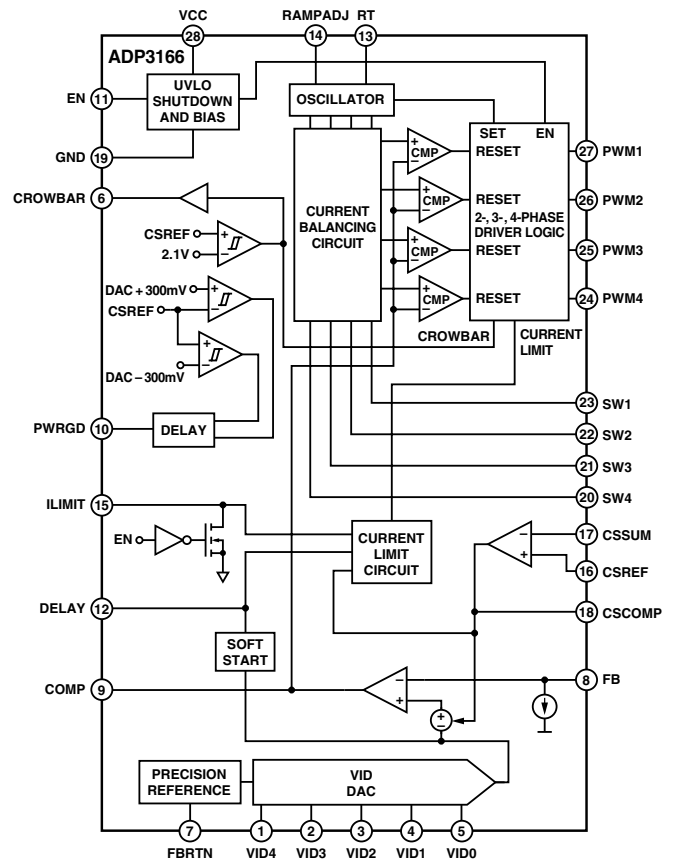 VCC
RAMPADJ RT
28
14
13
ADP3166
EN 11
UVLO
SHUTDOWN
AND BIAS
OSCILLATOR
SET EN
GND 19
CROWBAR 6
CURRENT
BALANCING
CIRCUIT
+
CMP
–
RESET
27 PWM1
+
CMP
–
RESET
26 PWM2
2-, 3-, 4-PHASE
DRIVER LOGIC
+
CMP
–
RESET
25 PWM3
+
CMP
–
RESET
24 PWM4
CSREF
+
2.1V
–
DAC + 300mV
+
CSREF
–
+
DAC – 300mV
–
CROWBAR
CURRENT
LIMIT
23 SW1
PWRGD 10
DELAY
22 SW2
21 SW3
20 SW4
ILIMIT 15
EN
CURRENT
LIMIT
CIRCUIT
–
17 CSSUM
+
16 CSREF
DELAY 12
18 CSCOMP
SOFT
START
COMP 9
–
8 FB
+
+
–
PRECISION
REFERENCE
VID
DAC
7
1
2
3
4
5
FBRTN
VID4
VID3
VID2
VID1
VID0